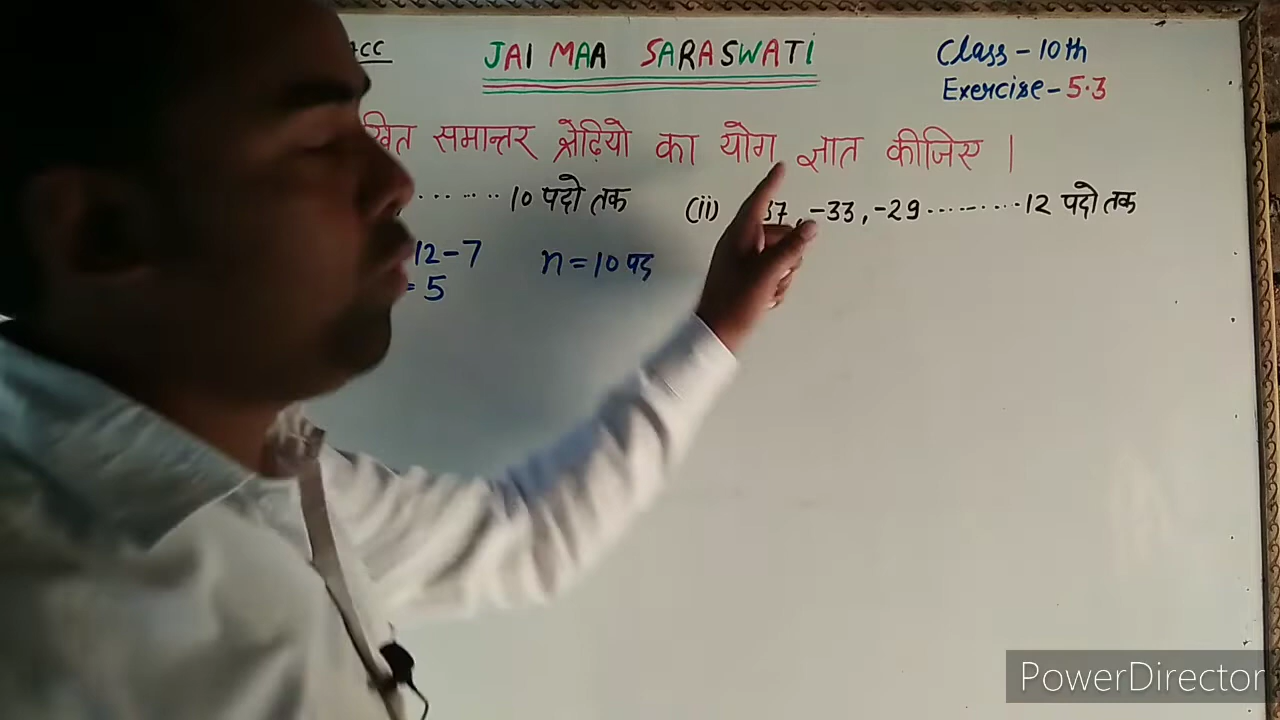 JAI MAA SARASWATI
Class-10th
Exercise-5.3
समान्तर श्रेढ़ियो का योग ज्ञात कीजिए ।
......... 10 पदो तक
(ii) 37, -33, -29..........12 पदो तक
12-7
n=10 पद
= 5
PowerDirector